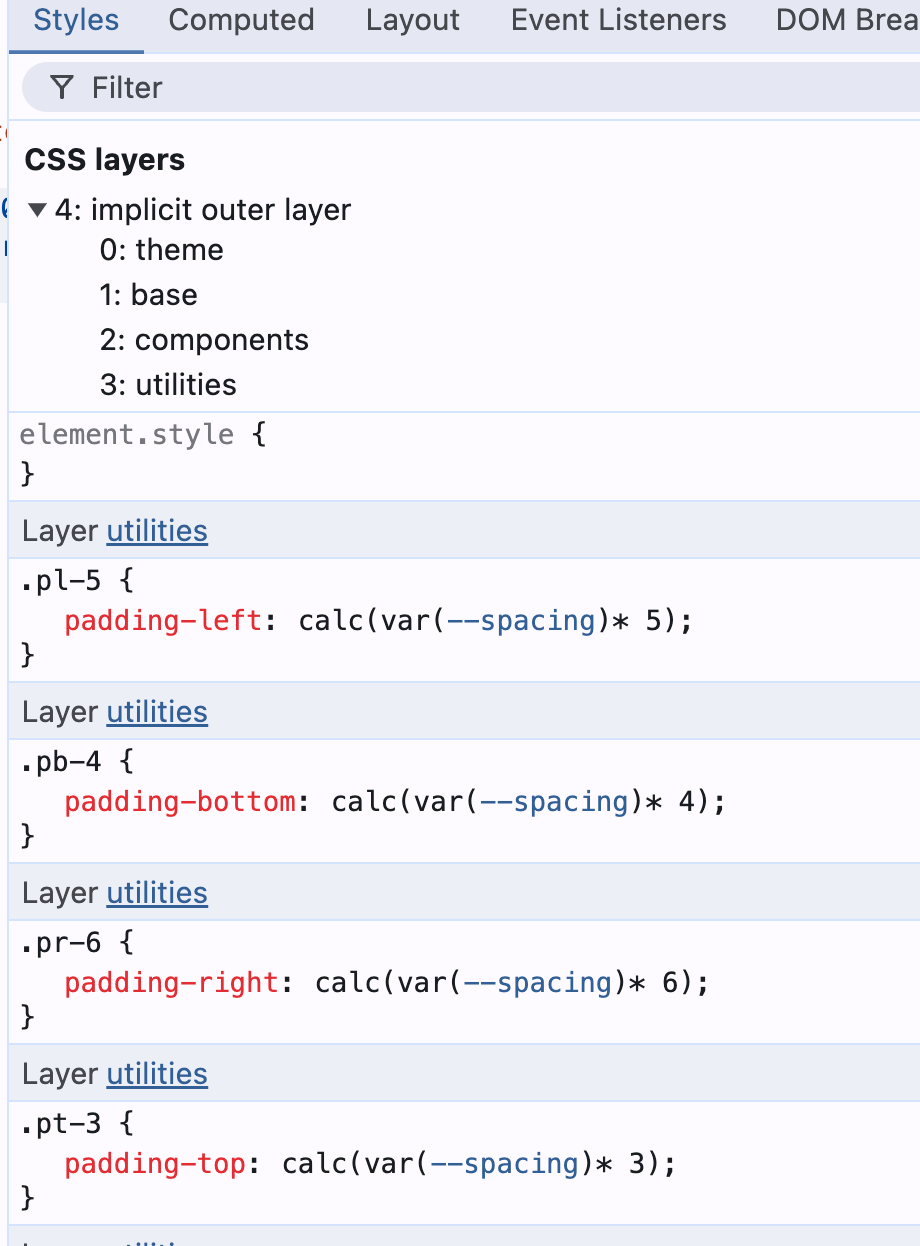 Styles Computed Layout Event Listeners DOM Brea
Filter
CSS layers
4: implicit outer layer
0: theme
1: base
2: components
3: utilities
element.style {
}
Layer utilities
.pl-5 {
padding-left: calc(var(--spacing)* 5);
}
Layer utilities
.pb-4 {
padding-bottom: calc(var(--spacing)* 4);
}
Layer utilities
.pr-6 {
padding-right: calc(var(--spacing)* 6);
}
Layer utilities
.pt-3 {
padding-top: calc(var(--spacing)* 3);
}